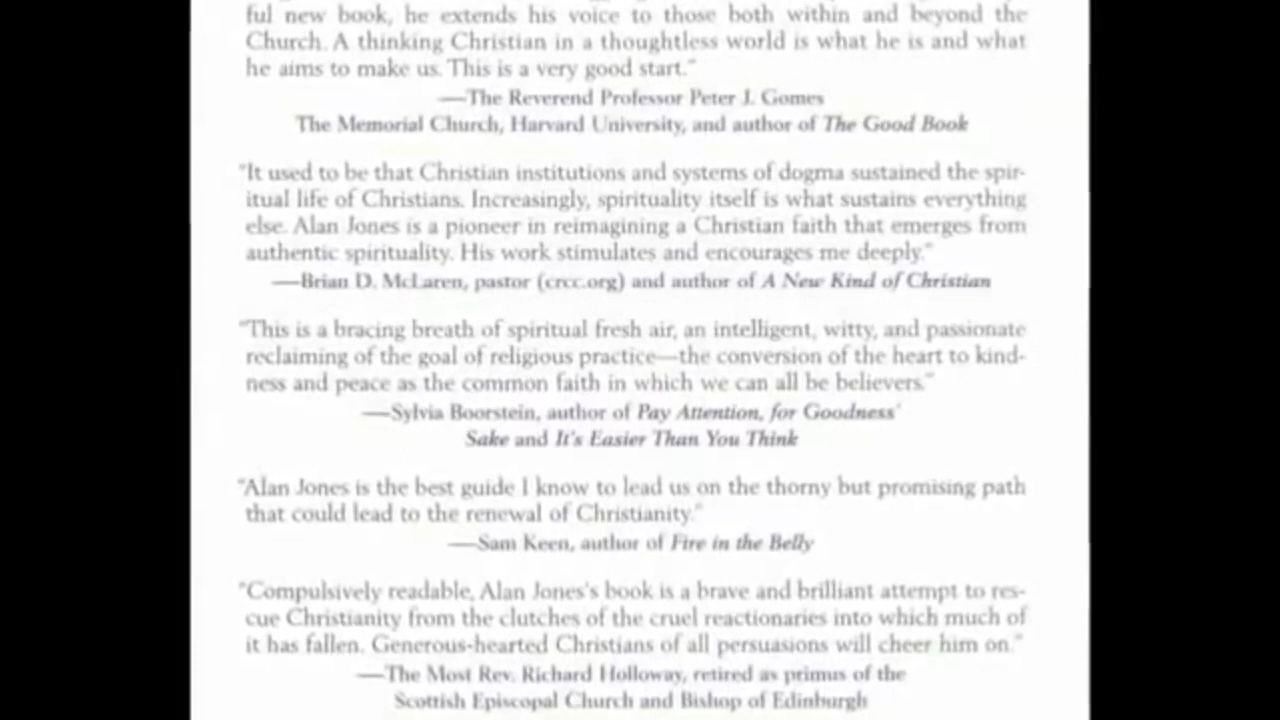 ful new book, he extends his voice to those both within and beyond the
Church. A thinking Christian in a thoughtless world is what he is and what
he aims to make us. This is a very good start."
—The Reverend Professor Peter J. Gomes
The Memorial Church, Harvard University, and author of The Good Book
"It used to be that Christian institutions and systems of dogma sustained the spir-
itual life of Christians. Increasingly, spirituality itself is what sustains everything
else. Alan Jones is a pioneer in reimagining a Christian faith that emerges from
authentic spirituality. His work stimulates and encourages me deeply."
—Brian D. McLaren, pastor (crcc.org) and author of A New Kind of Christian
"This is a bracing breath of spiritual fresh air, an intelligent, witty, and passionate
reclaiming of the goal of religious practice—the conversion of the heart to kind-
ness and peace as the common faith in which we can all be believers."
—Sylvia Boorstein, author of Pay Attention, for Goodness'
Sake and It's Easier Than You Think
"Alan Jones is the best guide I know to lead us on the thorny but promising path
that could lead to the renewal of Christianity."
—Sam Keen, author of Fire in the Belly
"Compulsively readable, Alan Jones's book is a brave and brilliant attempt to res-
cue Christianity from the clutches of the cruel reactionaries into which much of
it has fallen. Generous-hearted Christians of all persuasions will cheer him on."
—The Most Rev. Richard Holloway, retired as primus of the
Scottish Episcopal Church and Bishop of Edinburgh